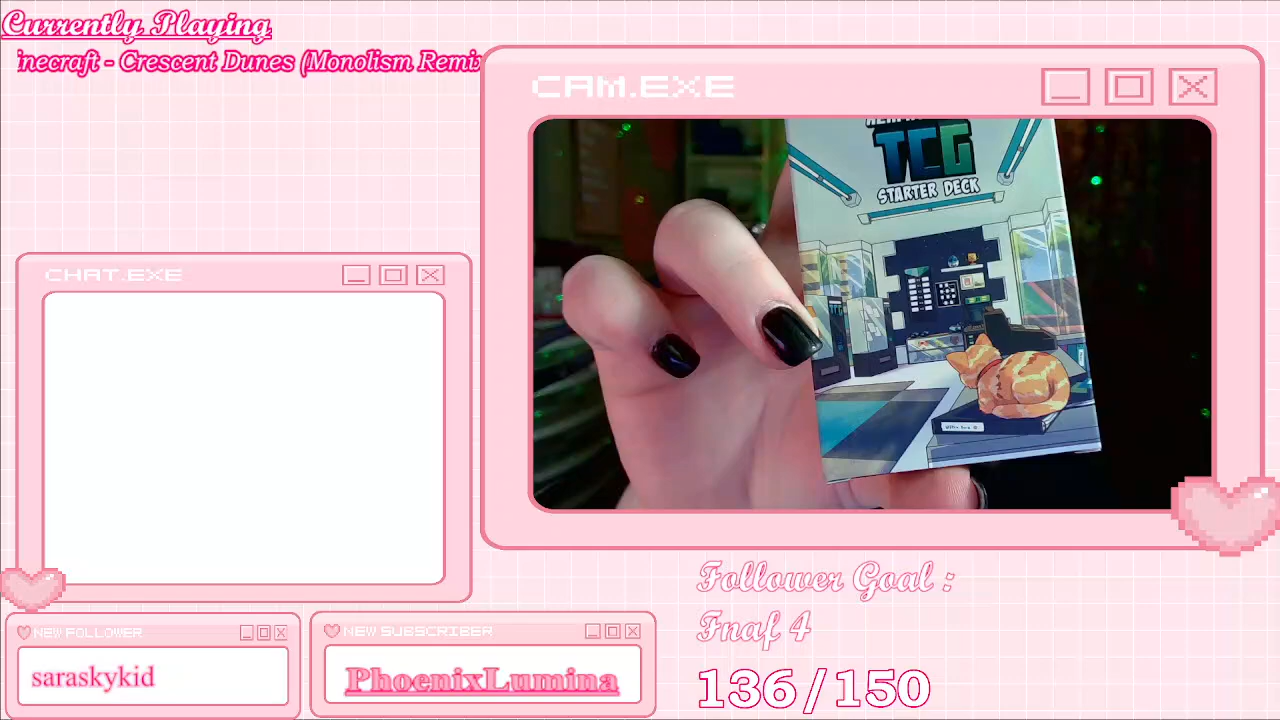 Currently Playing
inecraft - Crescent Dunes (Monolism Remix
CAM.EXE
TCG
STARTER DECK
CHAT.EXE
NEW FOLLOWER
saraskykid
NEW SUBSCRIBER
PhoenixLumina
Follower Goal :
Fnaf 4
136/150